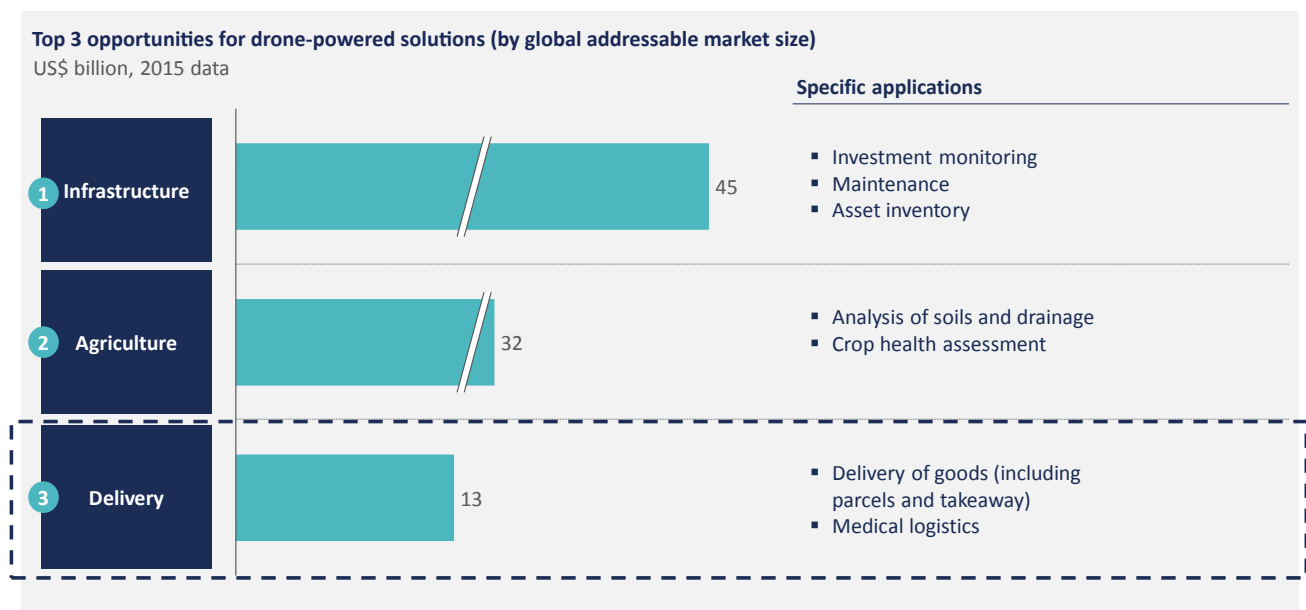 Top 3 opportunities for drone-powered solutions (by global addressable market size)
US$ billion, 2015 data
Specific applications
1 Infrastructure
45
▪ Investment monitoring
▪ Maintenance
▪ Asset inventory
2 Agriculture
32
▪ Analysis of soils and drainage
▪ Crop health assessment
3 Delivery
13
▪ Delivery of goods (including
parcels and takeaway)
▪ Medical logistics